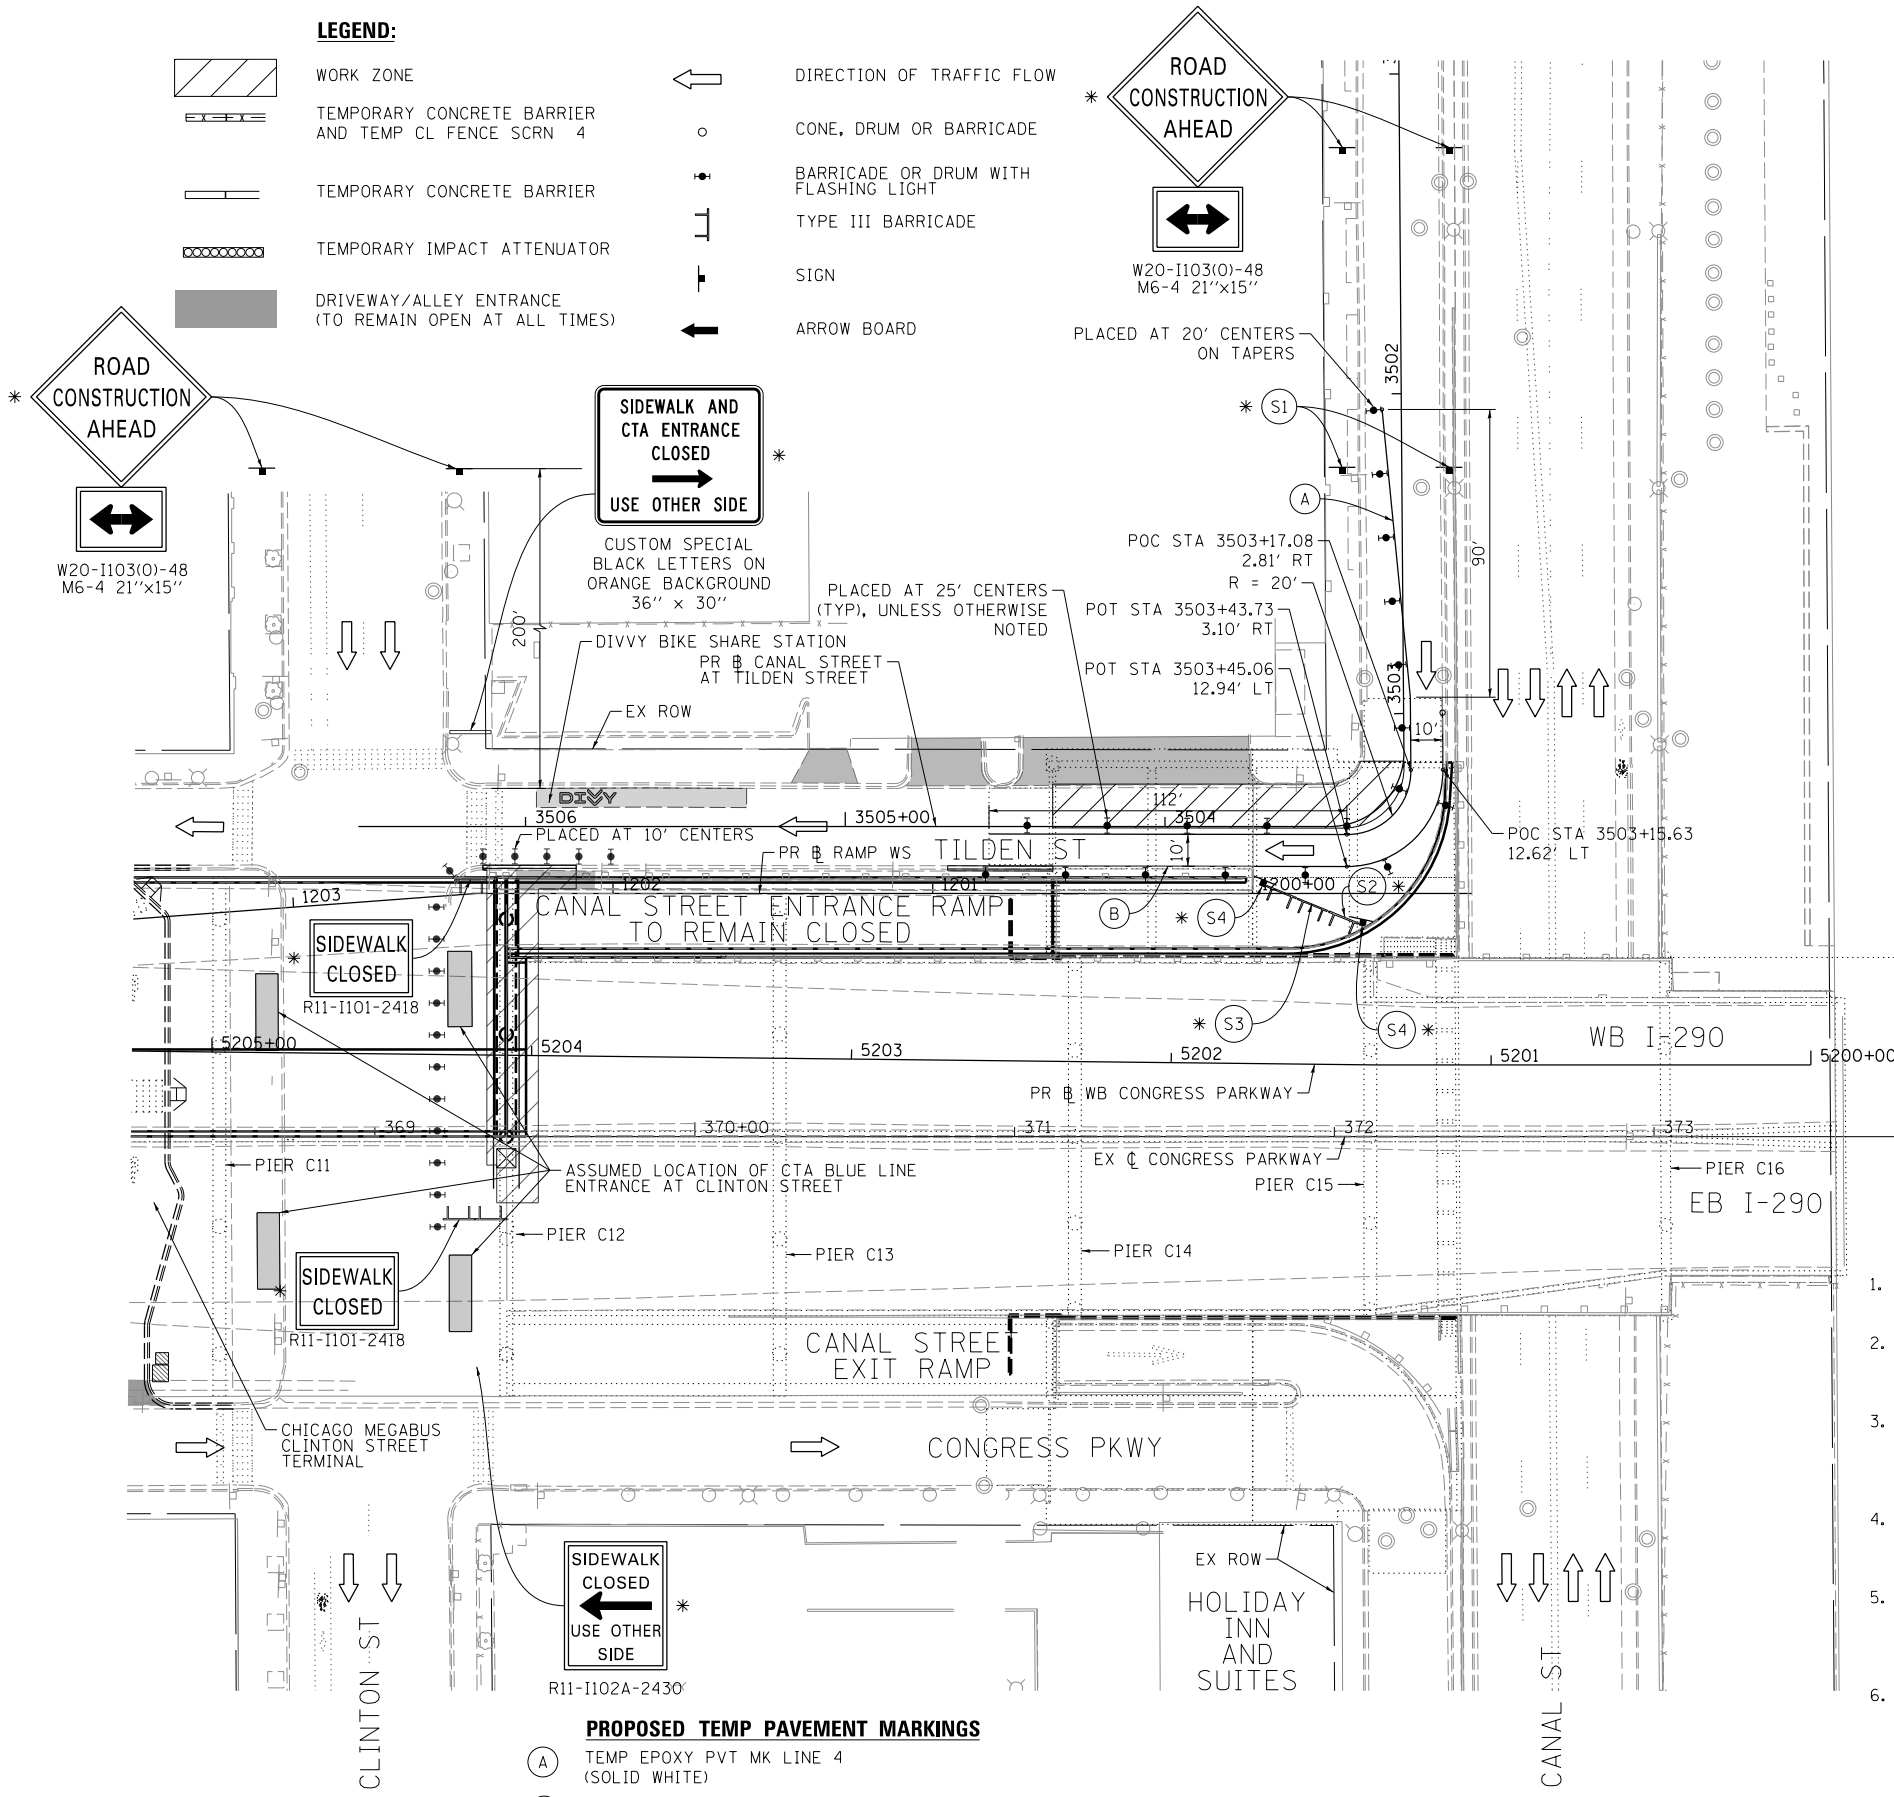 LEGEND:
WORK ZONE
TEMPORARY CONCRETE BARRIER
AND TEMP CL FENCE SCRN 4
TEMPORARY CONCRETE BARRIER
TEMPORARY IMPACT ATTENUATOR
DRIVEWAY/ALLEY ENTRANCE
(TO REMAIN OPEN AT ALL TIMES)
DIRECTION OF TRAFFIC FLOW
CONE, DRUM OR BARRICADE
BARRICADE OR DRUM WITH
FLASHING LIGHT
TYPE III BARRICADE
SIGN
ARROW BOARD
*
ROAD
CONSTRUCTION
AHEAD
W20-I103(O)-48
M6-4 21''x15''
*
ROAD
CONSTRUCTION
AHEAD
W20-I103(O)-48
M6-4 21''x15''
SIDEWALK AND
CTA ENTRANCE
CLOSED
USE OTHER SIDE
*
CUSTOM SPECIAL
BLACK LETTERS ON
ORANGE BACKGROUND
36'' x 30''
200'
PLACED AT 20' CENTERS
ON TAPERS
3502
* S1
A
90'
POC STA 3503+17.08
2.81' RT
R = 20'
POT STA 3503+43.73
3.10' RT
POT STA 3503+45.06
12.94' LT
3503
10'
PLACED AT 25' CENTERS
(TYP), UNLESS OTHERWISE
NOTED
DIVVY BIKE SHARE STATION
PR B CANAL STREET
AT TILDEN STREET
EX ROW
DIVVY
112'
3506
3505+00
3504
PLACED AT 10' CENTERS
PR B RAMP WS
TILDEN ST
10'
POC STA 3503+15.63
12.62' LT
1203
1202
1201
1200+00
S2 *
CANAL STREET ENTRANCE RAMP
TO REMAIN CLOSED
B
* S4
SIDEWALK
CLOSED
*
R11-I101-2418
* S3
S4 *
WB I-290
5205+00
5204
5203
5202
5201
5200+00
PR B WB CONGRESS PARKWAY
369
370+00
371
372
373
PIER C11
ASSUMED LOCATION OF CTA BLUE LINE
ENTRANCE AT CLINTON STREET
EX CL CONGRESS PARKWAY
PIER C15
PIER C16
EB I-290
PIER C12
PIER C13
PIER C14
SIDEWALK
CLOSED
*
R11-I101-2418
CANAL STREE
EXIT RAMP
CHICAGO MEGABUS
CLINTON STREET
TERMINAL
CONGRESS PKWY
SIDEWALK
CLOSED
USE OTHER
SIDE
*
R11-I102A-2430
EX ROW
HOLIDAY
INN
AND
SUITES
CLINTON ST
CANAL ST
1.
2.
3.
4.
5.
6.
PROPOSED TEMP PAVEMENT MARKINGS
A TEMP EPOXY PVT MK LINE 4
(SOLID WHITE)